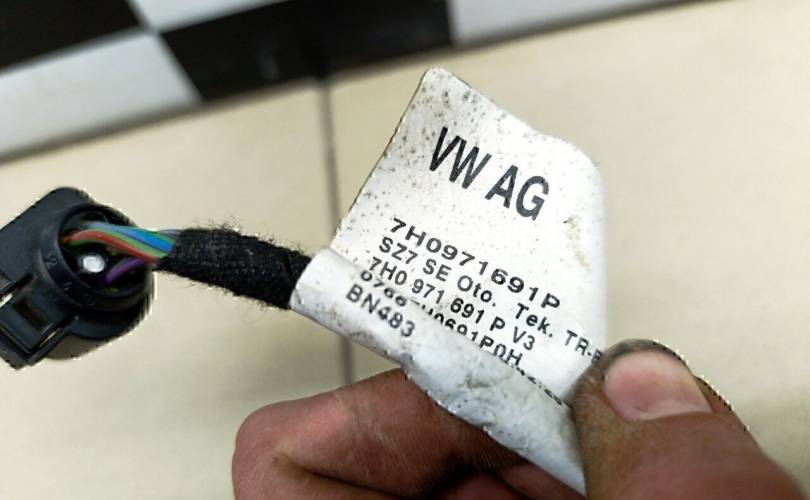 VW AG
7H0971691P
SZ7 SE Oto. Tek. TR-
7H0 971 691 P V3
BN483